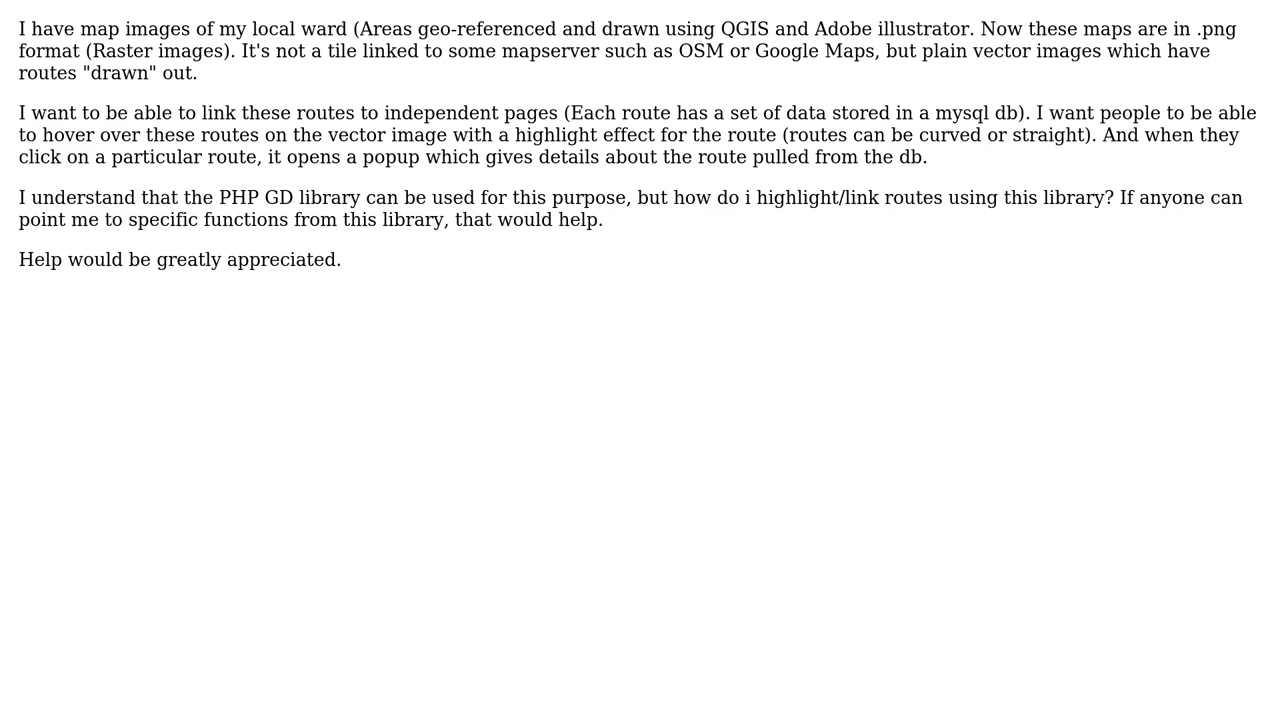 I have map images of my local ward (Areas geo-referenced and drawn using QGIS and Adobe illustrator. Now these maps are in .png
format (Raster images). It's not a tile linked to some mapserver such as OSM or Google Maps, but plain vector images which have
routes "drawn" out.
I want to be able to link these routes to independent pages (Each route has a set of data stored in a mysql db). I want people to be able
to hover over these routes on the vector image with a highlight effect for the route (routes can be curved or straight). And when they
click on a particular route, it opens a popup which gives details about the route pulled from the db.
I understand that the PHP GD library can be used for this purpose, but how do i highlight/link routes using this library? If anyone can
point me to specific functions from this library, that would help.
Help would be greatly appreciated.